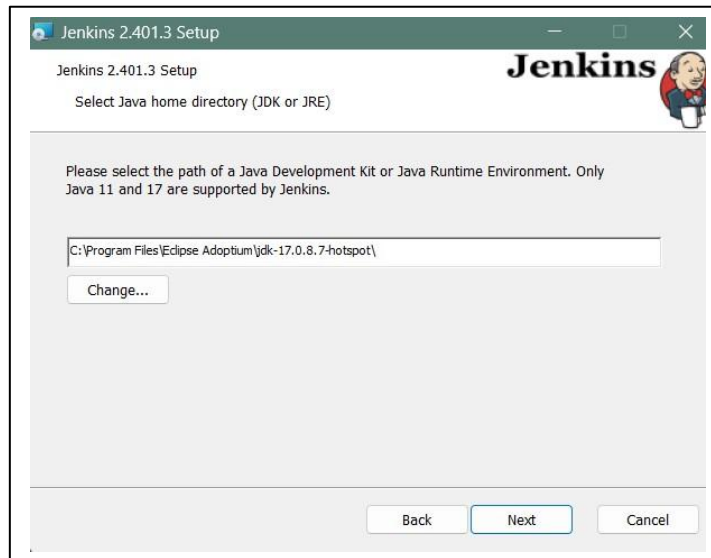 Jenkins 2.401.3 Setup
Jenkins 2.401.3 Setup
Jenkins
Select Java home directory (JDK or JRE)
Please select the path of a Java Development Kit or Java Runtime Environment. Only
Java 11 and 17 are supported by Jenkins.
C:\Program Files\Eclipse Adoptium\jdk-17.0.8.7-hotspot\
Change...
Back
Next
Cancel